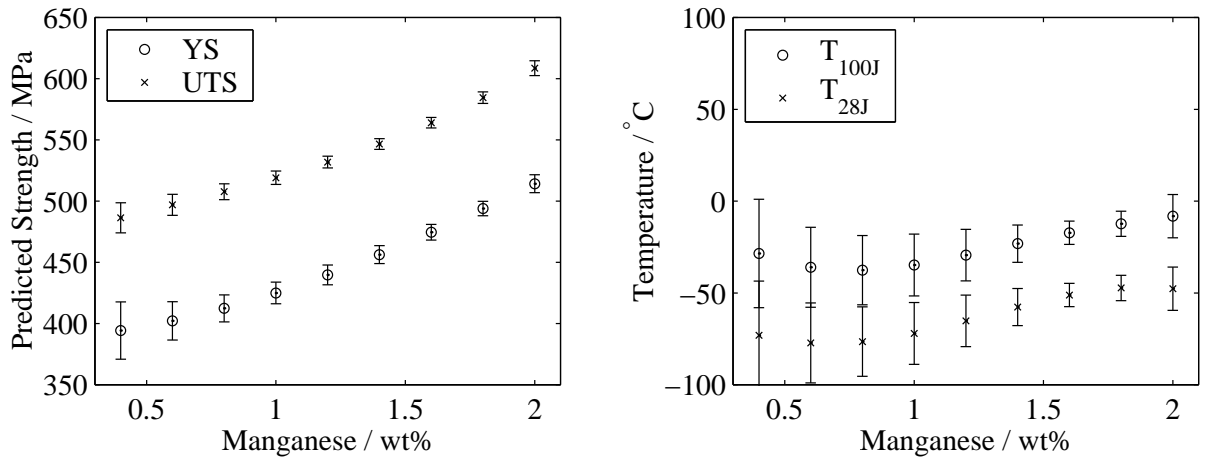 650
600
550
500
450
400
350
Predicted Strength / MPa
YS
UTS
0.5
1
1.5
2
Manganese / wt%
100
50
0
−50
−100
Temperature / °C
T100J
T28J
0.5
1
1.5
2
Manganese / wt%